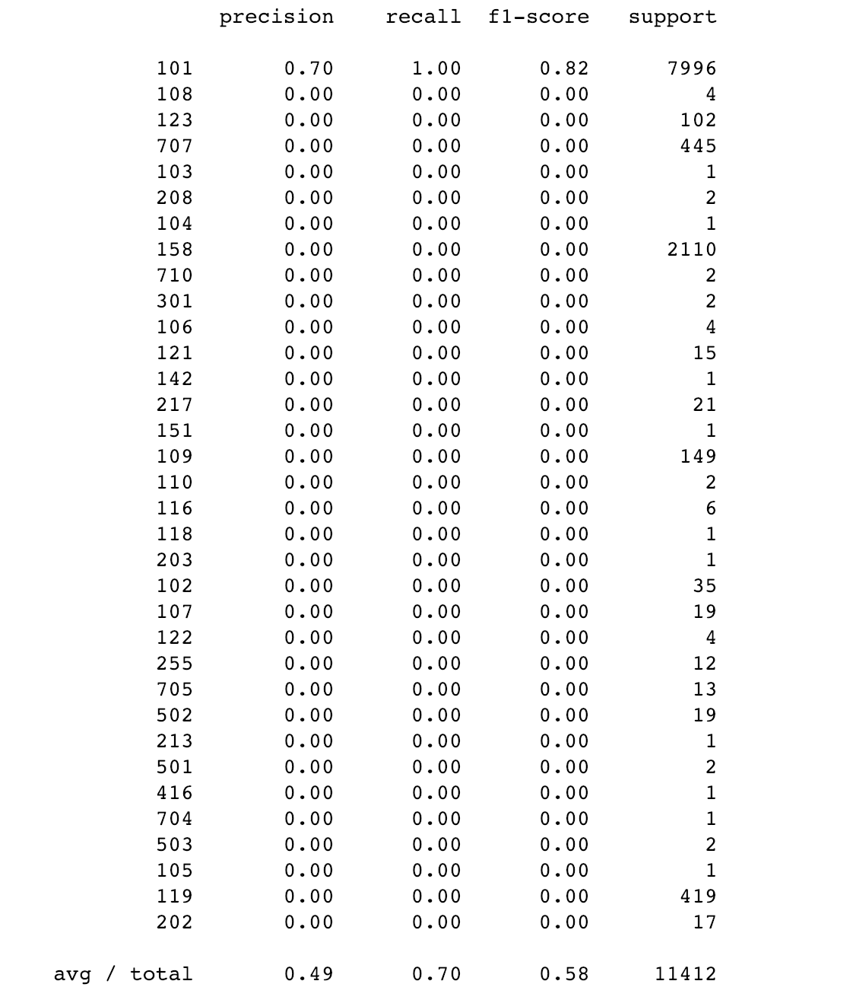 precision recall f1-score support
101 0.70 1.00 0.82 7996
108 0.00 0.00 0.00 4
123 0.00 0.00 0.00 102
707 0.00 0.00 0.00 445
103 0.00 0.00 0.00 1
208 0.00 0.00 0.00 2
104 0.00 0.00 0.00 1
158 0.00 0.00 0.00 2110
710 0.00 0.00 0.00 2
301 0.00 0.00 0.00 2
106 0.00 0.00 0.00 4
121 0.00 0.00 0.00 15
142 0.00 0.00 0.00 1
217 0.00 0.00 0.00 21
151 0.00 0.00 0.00 1
109 0.00 0.00 0.00 149
110 0.00 0.00 0.00 2
116 0.00 0.00 0.00 6
118 0.00 0.00 0.00 1
203 0.00 0.00 0.00 1
102 0.00 0.00 0.00 35
107 0.00 0.00 0.00 19
122 0.00 0.00 0.00 4
255 0.00 0.00 0.00 12
705 0.00 0.00 0.00 13
502 0.00 0.00 0.00 19
213 0.00 0.00 0.00 1
501 0.00 0.00 0.00 2
416 0.00 0.00 0.00 1
704 0.00 0.00 0.00 1
503 0.00 0.00 0.00 2
105 0.00 0.00 0.00 1
119 0.00 0.00 0.00 419
202 0.00 0.00 0.00 17
avg / total 0.49 0.70 0.58 11412